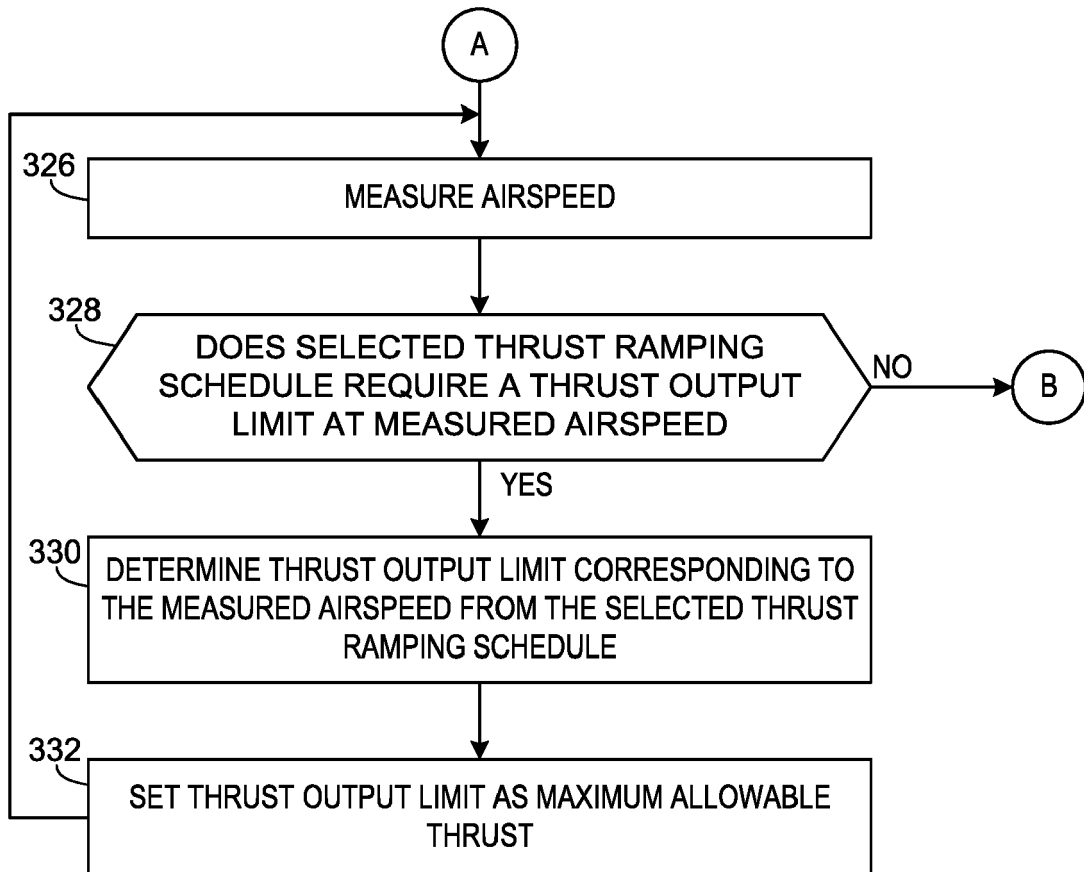 A
326
MEASURE AIRSPEED
328
DOES SELECTED THRUST RAMPING
SCHEDULE REQUIRE A THRUST OUTPUT
LIMIT AT MEASURED AIRSPEED
NO
B
YES
330
DETERMINE THRUST OUTPUT LIMIT CORRESPONDING TO
THE MEASURED AIRSPEED FROM THE SELECTED THRUST
RAMPING SCHEDULE
332
SET THRUST OUTPUT LIMIT AS MAXIMUM ALLOWABLE
THRUST